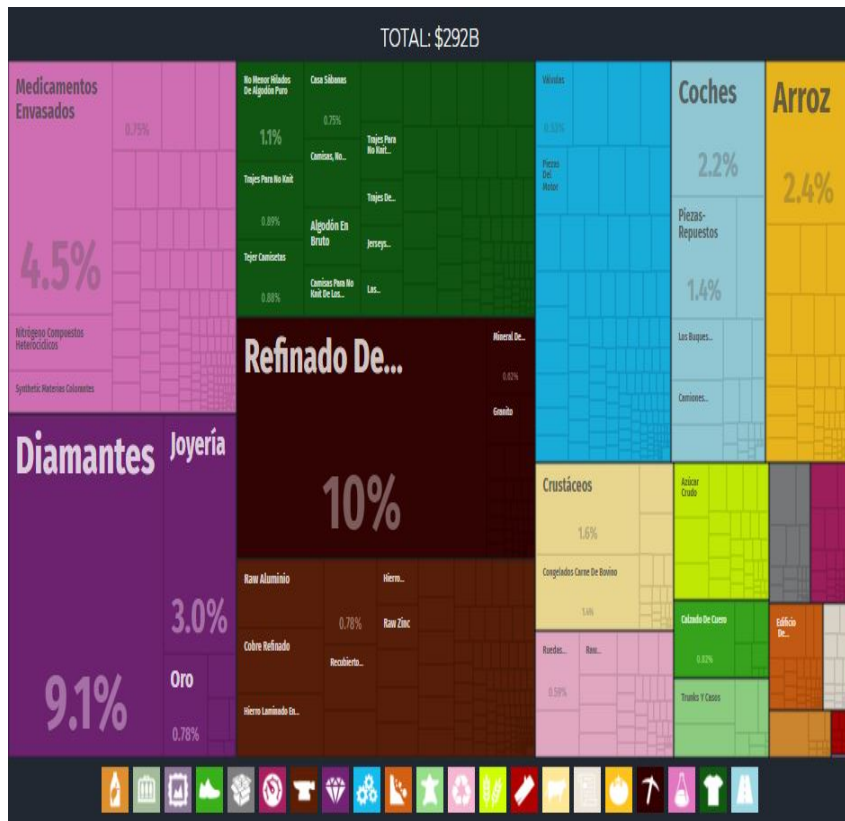 TOTAL: $292B
Medicamentos
Envasados
4.5%
0.75%
Nitrógeno Compuestos
Heterocíclicos
Synthetic Materias Colorantes
Diamantes
9.1%
Joyería
3.0%
Oro
0.78%
No Menor Hilados
De Algodón Puro
1.1%
Trajes Para No Knit
0.89%
Tejer Camisetas
0.88%
Casa Sábanas
0.75%
Camisas, No...
Algodón En
Bruto
Camisas Para No
Knit De Los...
Trajes Para
No Knit...
Trajes De...
Jerseys...
Los...
Refinado De...
10%
Mineral De...
0.62%
Granito
Raw Aluminio
Cobre Refinado
Hierro Laminado En...
0.78%
Recubierto...
Hierro...
Raw Zinc
Válvulas
Piezas
Del
Motor
Coches
2.2%
Piezas-
Repuestos
1.4%
Los Buques...
Camiones...
Arroz
2.4%
Crustáceos
1.6%
Congelados Carne De Bovino
Ruedas...
0.59%
Raw...
Azúcar
Crudo
Calzado De Cuero
Trunks Y Casos
Edificio
De...